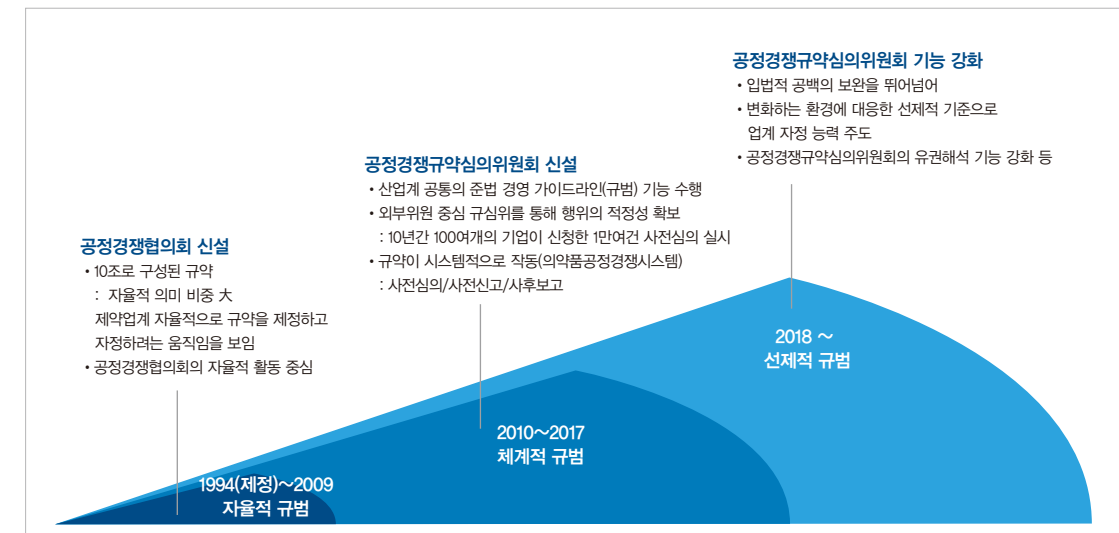 공정경쟁규약심의위원회 기능 강화
• 입법적 공백의 보완을 뛰어넘어
• 변화하는 환경에 대응한 선제적 기준으로
업계 자정 능력 주도
• 공정경쟁규약심의위원회의 유권해석 기능 강화 등
공정경쟁규약심의위원회 신설
• 산업계 공통의 준법 경영 가이드라인(규범) 기능 수행
• 외부위원 중심 규심위를 통해 행위의 적정성 확보
: 10년간 100여개의 기업이 신청한 1만여건 사전심의 실시
• 규약이 시스템적으로 작동(의약품공정경쟁시스템)
: 사전심의/사전신고/사후보고
공정경쟁협의회 신설
• 10조로 구성된 규약
: 자율적 의미 비중 大
제약업계 자율적으로 규약을 제정하고
자정하려는 움직임을 보임
• 공정경쟁협의회의 자율적 활동 중심
2018 ~
선제적 규범
2010~2017
체계적 규범
1994(제정)~2009
자율적 규범